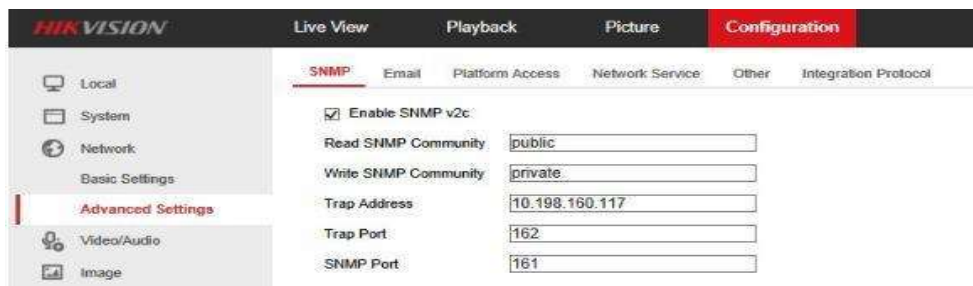 HIKVISION Live View Playback Picture Configuration
SNMP Email Platform Access Network Service Other Integration Protocol
Local
System
Network
Basic Settings
Advanced Settings
Video/Audio
Image
Enable SNMP v2c
Read SNMP Community public
Write SNMP Community private
Trap Address 10.198.160.117
Trap Port 162
SNMP Port 161